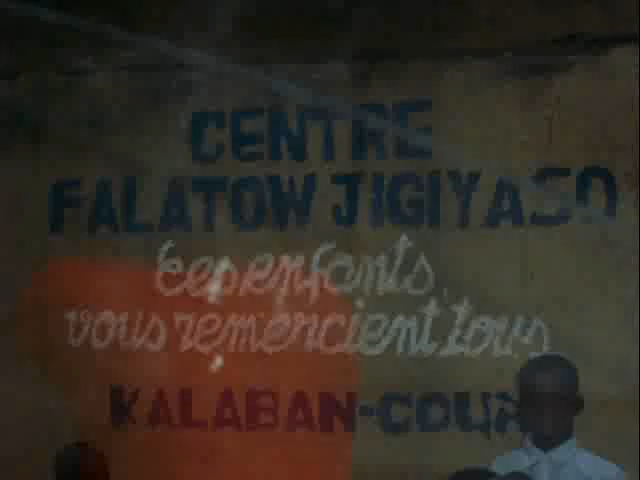 CENTRE
FALATOW JIGIYASO
Les enfants
vous remercient tous
KALABAN-COURA